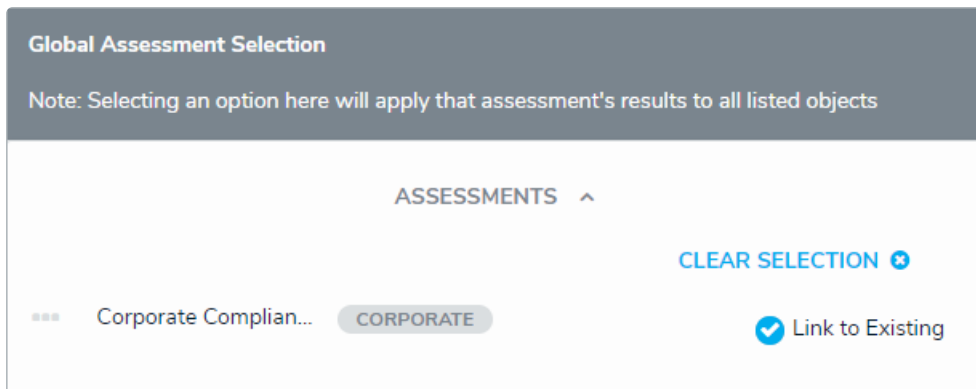 Global Assessment Selection
Note: Selecting an option here will apply that assessment's results to all listed objects
ASSESSMENTS
CLEAR SELECTION
Corporate Complian... CORPORATE Link to Existing